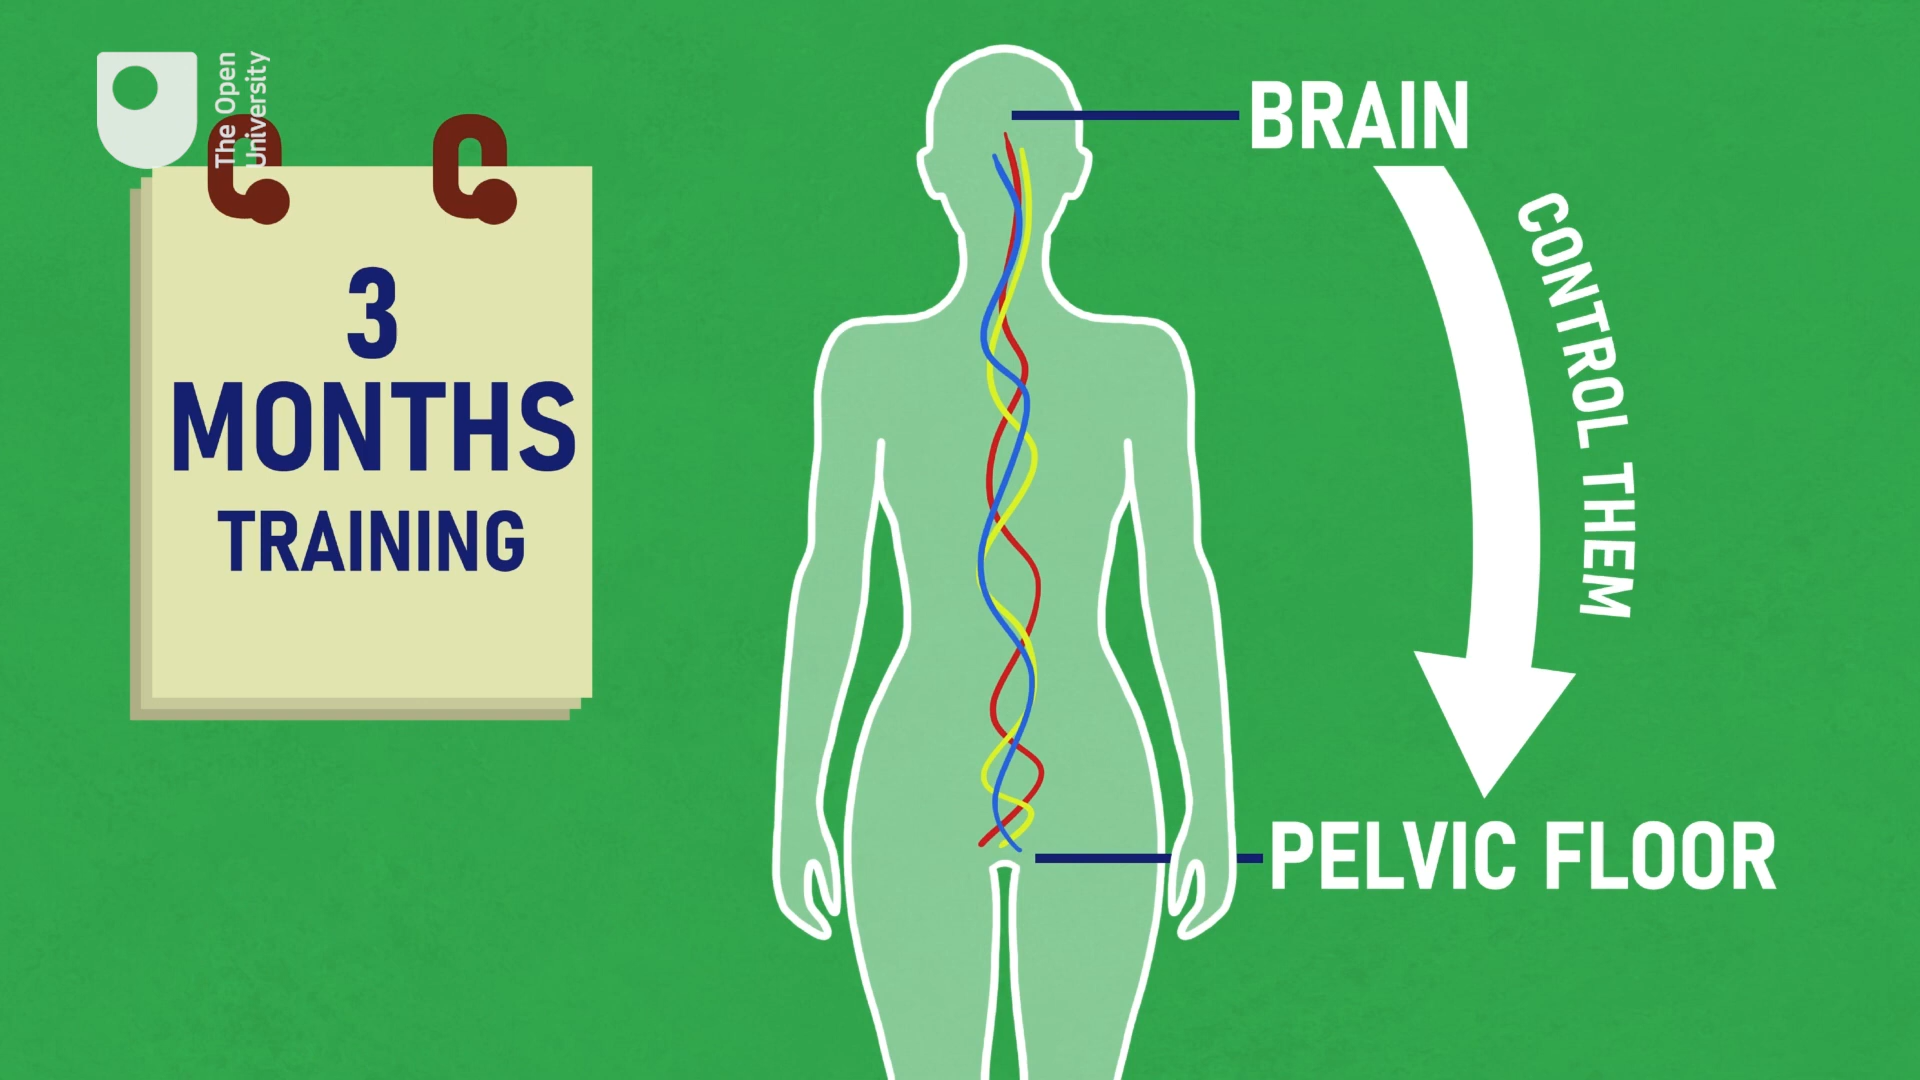 The Open
University
3
MONTHS
TRAINING
BRAIN
CONTROL THEM
PELVIC FLOOR